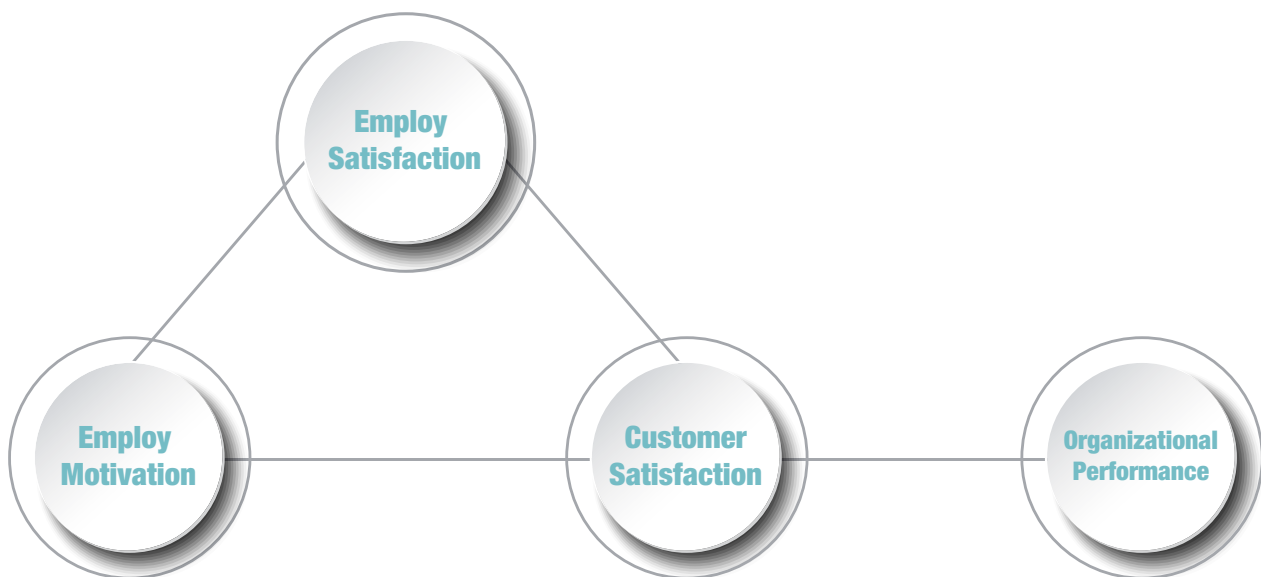 Employ
Satisfaction
Employ
Motivation
Customer
Satisfaction
Organizational
Performance